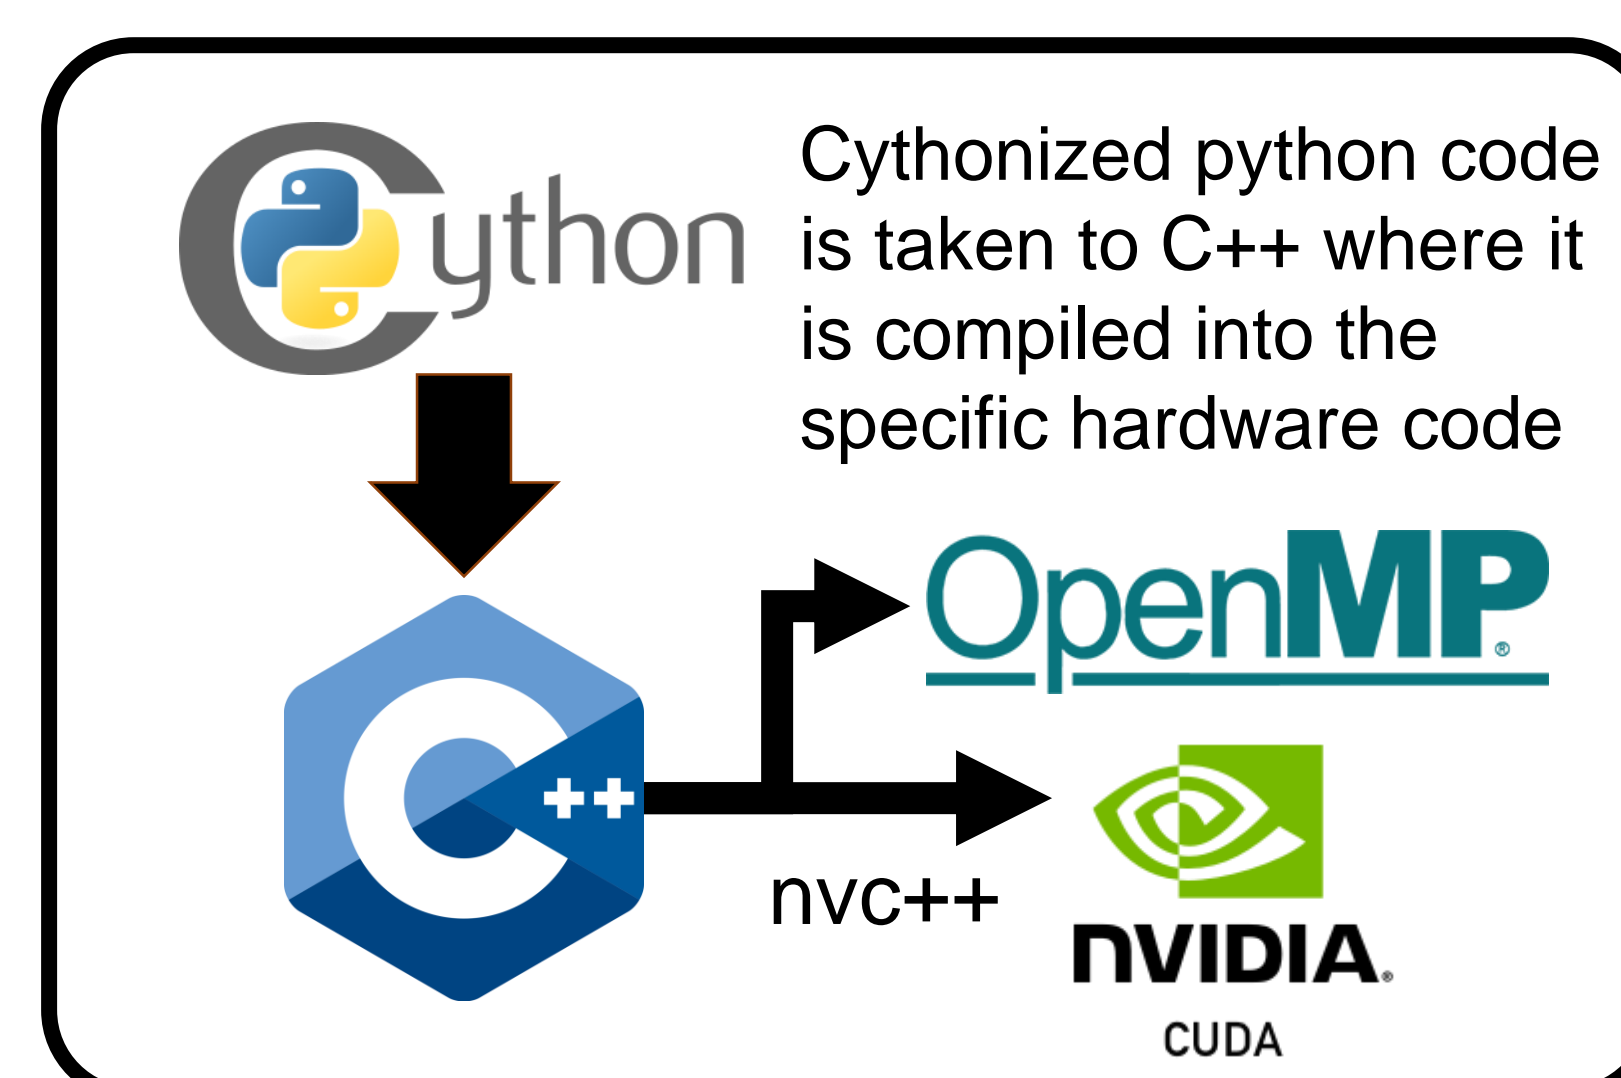 Cython
Cythonized python code
is taken to C++ where it
is compiled into the
specific hardware code
OpenMP®
C++
nvc++
NVIDIA®
CUDA